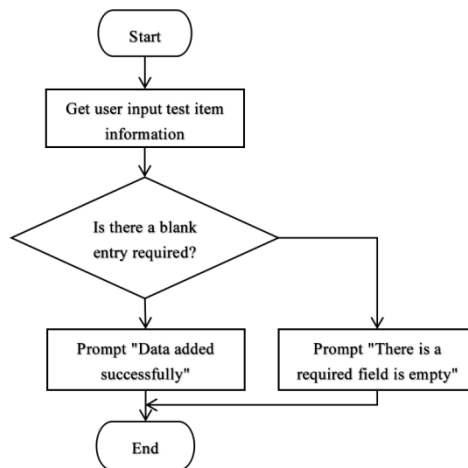 Start
Get user input test item
information
Is there a blank
entry required?
Prompt "Data added
successfully"
Prompt "There is a
required field is empty"
End